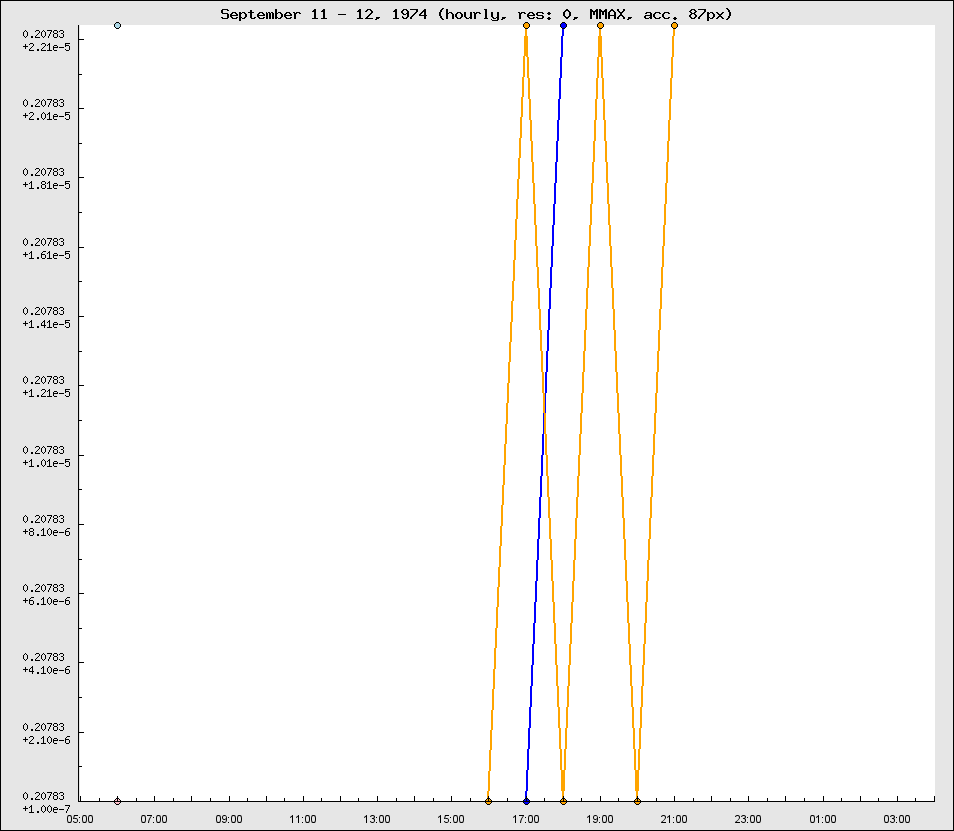 September 11 - 12, 1974 (hourly, res: 0, MMAX, acc. 87px)
0.20783
+2.21e-5
0.20783
+2.01e-5
0.20783
+1.81e-5
0.20783
+1.61e-5
0.20783
+1.41e-5
0.20783
+1.21e-5
0.20783
+1.01e-5
0.20783
+8.10e-6
0.20783
+6.10e-6
0.20783
+4.10e-6
0.20783
+2.10e-6
0.20783
+1.00e-7
05:00 07:00 09:00 11:00 13:00 15:00 17:00 19:00 21:00 23:00 01:00 03:00